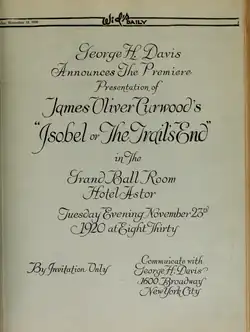 Wid's
DAILY
George H. Davis
Announces The Premiere
Presentation of
James Oliver Curwood's
"Isobel or The Trail's End"
in The
Grand Ball Room
Hotel Astor
Tuesday Evening November 23d
1920 at Eight Thirty
By Invitation Only
Communicate with
George H. Davis
1600 Broadway
New York City